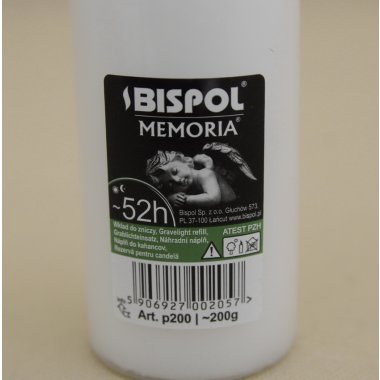 BISPOL®
MEMORIA®
~52h
Bispol Sp. z o.o. Głuchów 573,
PL 37-100 Łańcut www.bispol.pl
Wkład do zniczy, Gravelight refill,
Grablichteinsatz, Náhradní náplň,
Náplň do kahancov,
Rezervă pentru candelă
ATEST PZH
5 906927 002057 >
Art. p200 | ~200g